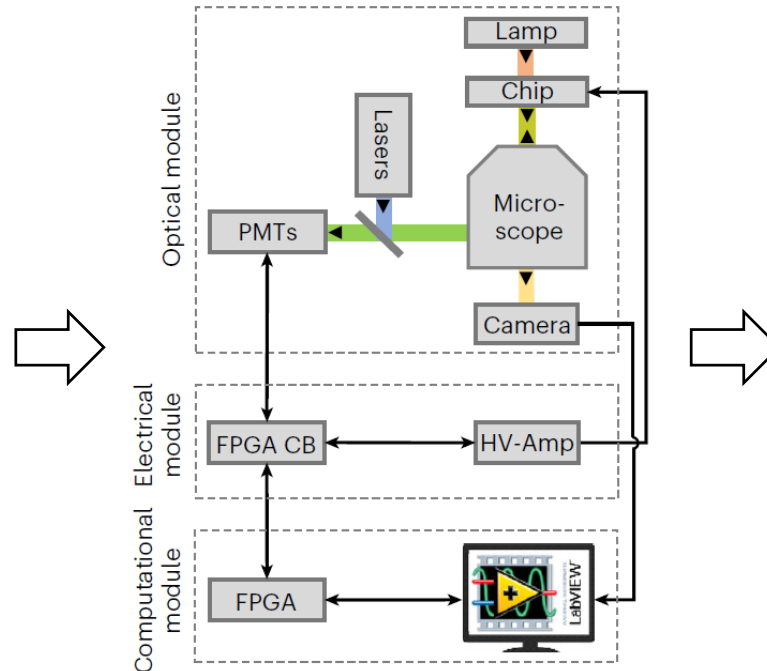 Optical module
Lamp
Chip
Lasers
Micro-
scope
PMTs
Camera
Electrical
module
FPGA CB
HV-Amp
Computational
module
FPGA
LabVIEW